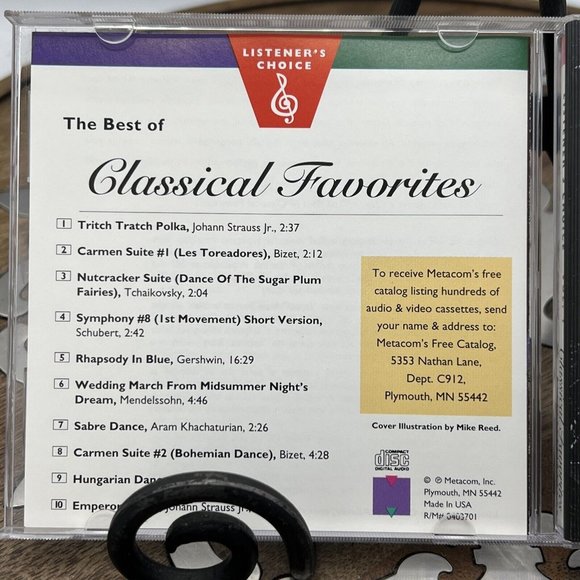 LISTENER'S
CHOICE
The Best of
Classical Favorites
1 Tritch Tratch Polka, Johann Strauss Jr., 2:37
2 Carmen Suite #1 (Les Toreadores), Bizet, 2:12
3 Nutcracker Suite (Dance Of The Sugar Plum
Fairies), Tchaikovsky, 2:04
4 Symphony #8 (1st Movement) Short Version,
Schubert, 2:42
5 Rhapsody In Blue, Gershwin, 16:29
6 Wedding March From Midsummer Night's
Dream, Mendelssohn, 4:46
7 Sabre Dance, Aram Khachaturian, 2:26
8 Carmen Suite #2 (Bohemian Dance), Bizet, 4:28
9 Hungarian
10 Johann Strauss Jr.,
To receive Metacom's free
catalog listing hundreds of
audio & video cassettes, send
your name & address to:
Metacom's Free Catalog,
5353 Nathan Lane,
Dept. C912,
Plymouth, MN 55442
Cover Illustration by Mike Reed.
COMPACT
disc
DIGITAL AUDIO
© ℗ Metacom, Inc.
Plymouth, MN 55442
Made In USA
R/M# 0403701